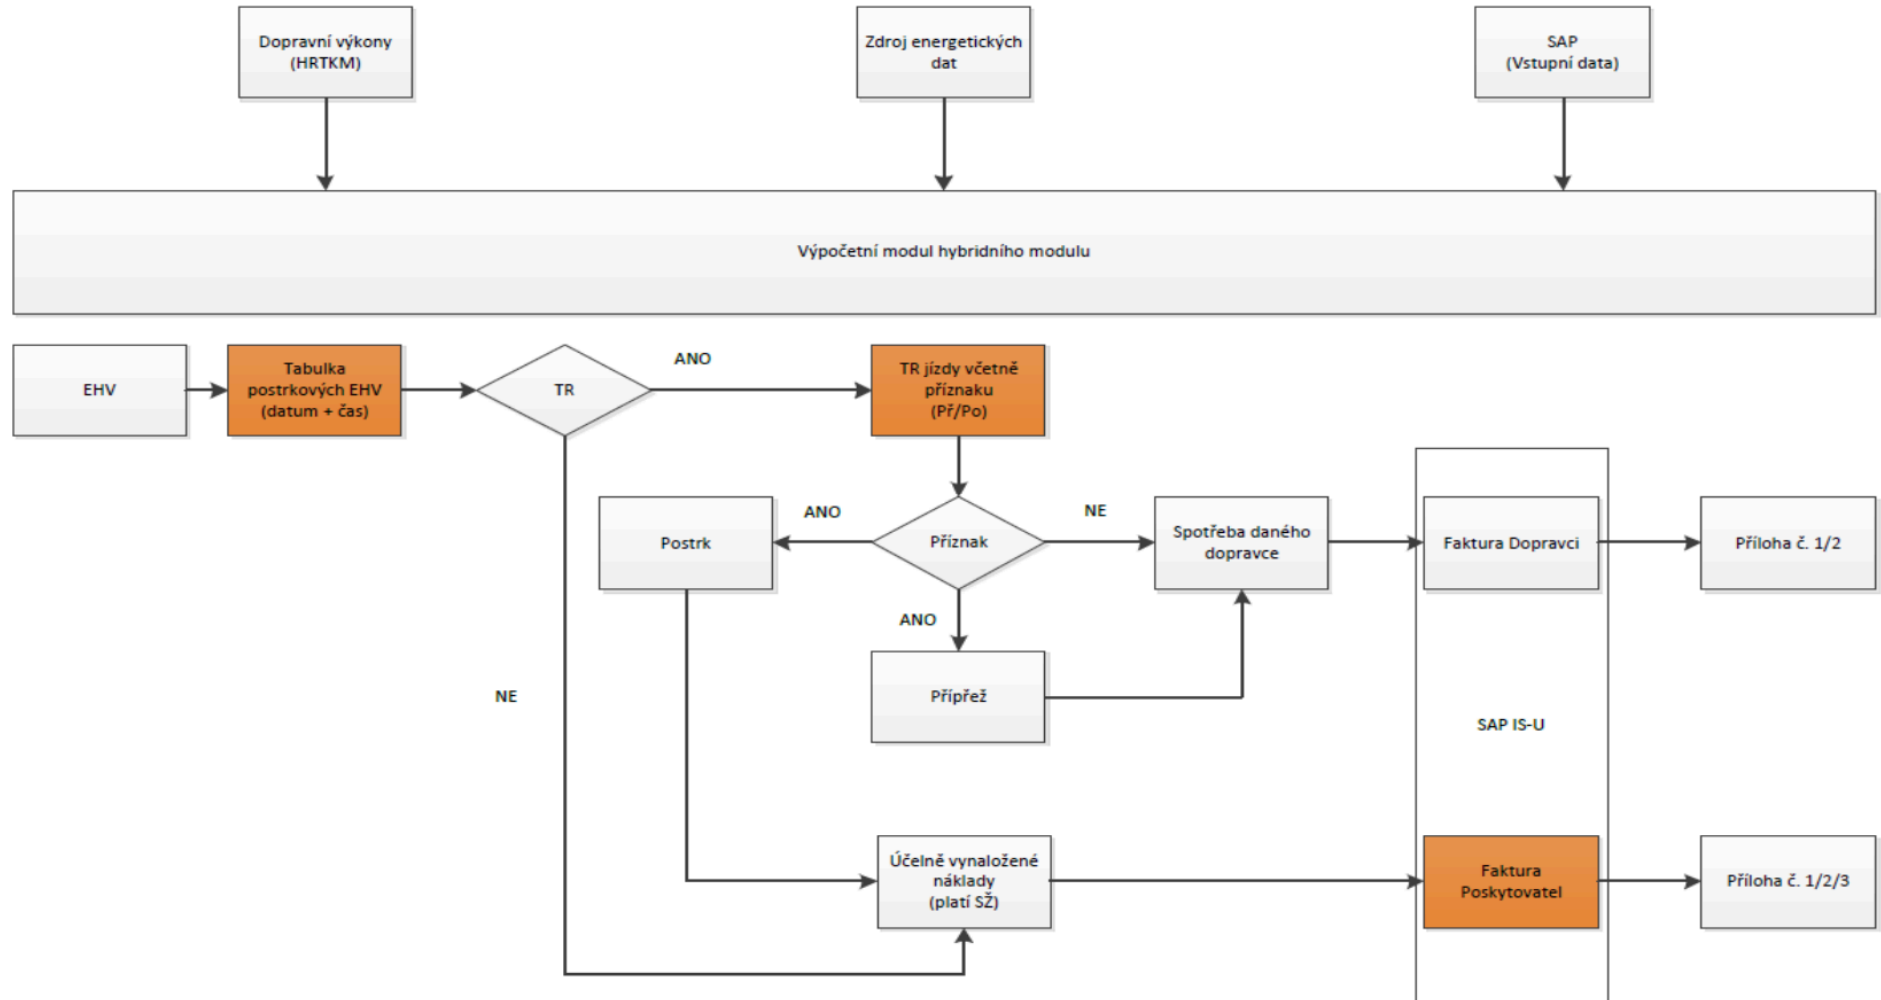 Dopravní výkony
(HRTKM)
Zdroj energetických
dat
SAP
(Vstupní data)
Výpočetní modul hybridního modulu
EHV
Tabulka
postrkových EHV
(datum + čas)
TR
ANO
TR jízdy včetně
příznaku
(Př/Po)
Postrk
ANO
Příznak
NE
Spotřeba daného
dopravce
Faktura Dopravci
Příloha č. 1/2
ANO
NE
Přípřež
SAP IS-U
Účelně vynaložené
náklady
(platí SŽ)
Faktura
Poskytovatel
Příloha č. 1/2/3